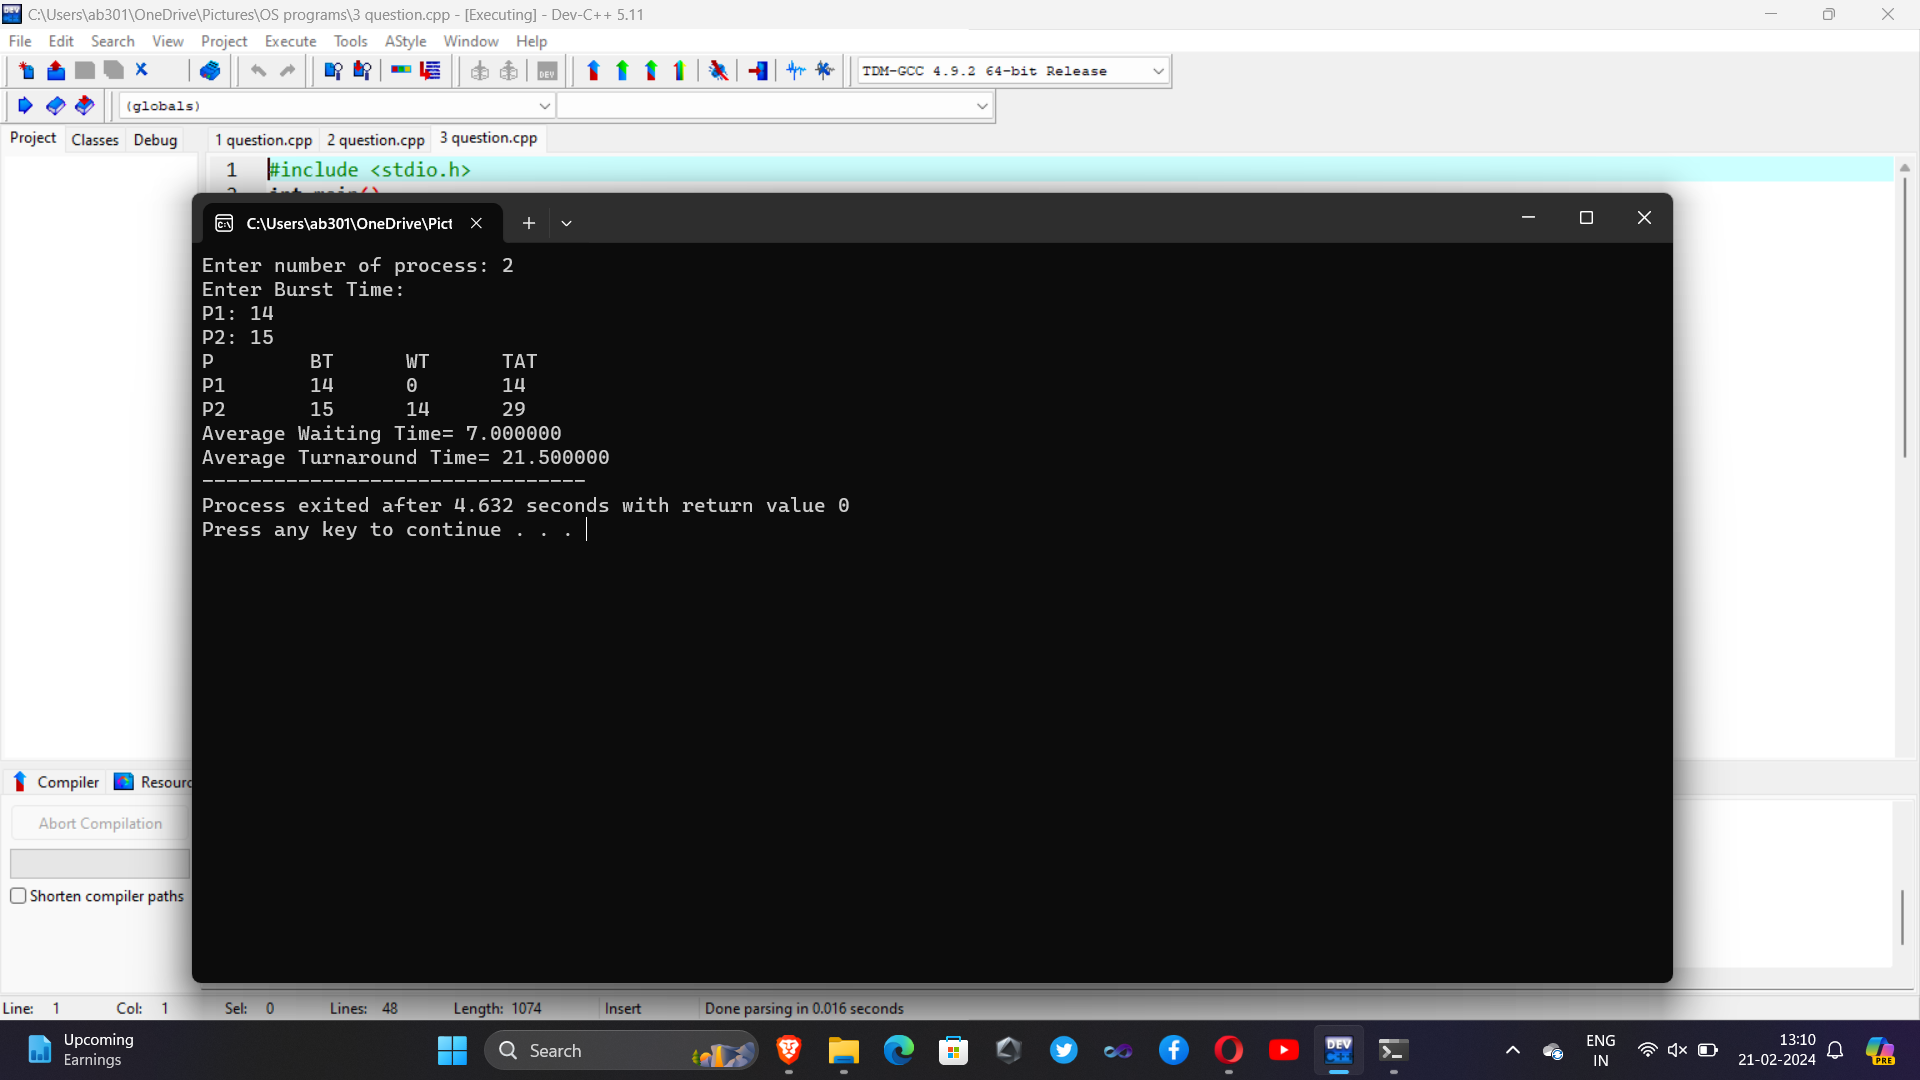 C:\Users\ab301\OneDrive\Pictures\OS programs\3 question.cpp - [Executing] - Dev-C++ 5.11
File Edit Search View Project Execute Tools AStyle Window Help
TDM-GCC 4.9.2 64-bit Release
(globals)
Project Classes Debug 1 question.cpp 2 question.cpp 3 question.cpp
1 #include <stdio.h>
2 int main()
C:\Users\ab301\OneDrive\Pict
Enter number of process: 2
Enter Burst Time:
P1: 14
P2: 15
P BT WT TAT
P1 14 0 14
P2 15 14 29
Average Waiting Time= 7.000000
Average Turnaround Time= 21.500000
--------------------------------
Process exited after 4.632 seconds with return value 0
Press any key to continue . . .
Compiler Resourc
Abort Compilation
Shorten compiler paths
Line: 1 Col: 1 Sel: 0 Lines: 48 Length: 1074 Insert Done parsing in 0.016 seconds
Upcoming
Earnings
Search
DEV
ENG
IN
13:10
21-02-2024
PRE